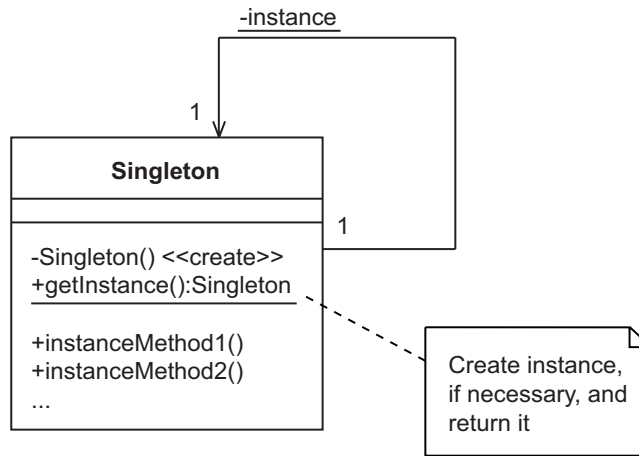 -instance
1
Singleton
1
-Singleton() <<create>>
+getInstance():Singleton
+instanceMethod1()
+instanceMethod2()
...
Create instance,
if necessary, and
return it